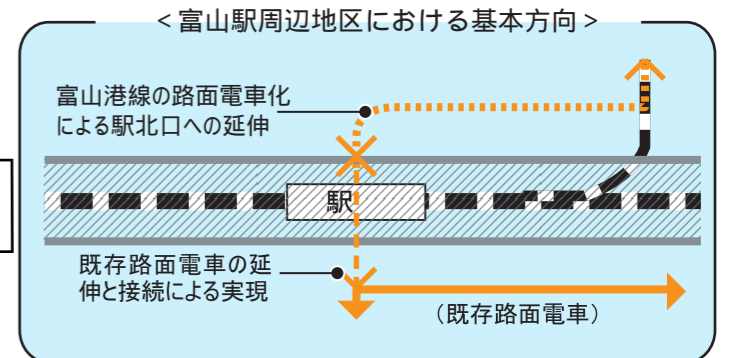 <富山駅周辺地区における基本方向>
富山港線の路面電車化
による駅北口への延伸
駅
既存路面電車の延
伸と接続による実現
（既存路面電車）